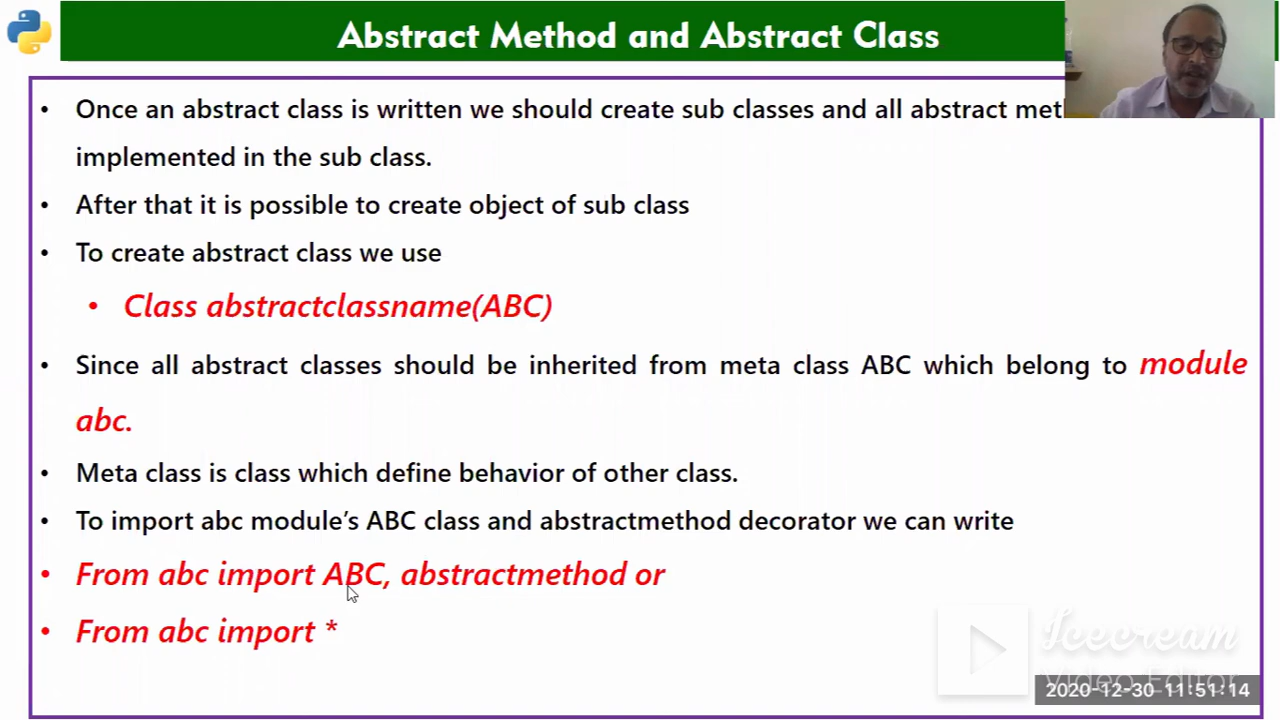 Abstract Method and Abstract Class
• Once an abstract class is written we should create sub classes and all abstract
implemented in the sub class.
• After that it is possible to create object of sub class
• To create abstract class we use
• Class abstractclassname(ABC)
• Since all abstract classes should be inherited from meta class ABC which belong to module
abc.
• Meta class is class which define behavior of other class.
• To import abc module's ABC class and abstractmethod decorator we can write
• From abc import ABC, abstractmethod or
• From abc import *
Icecream
Video Editor
2020-12-30 11:51:14